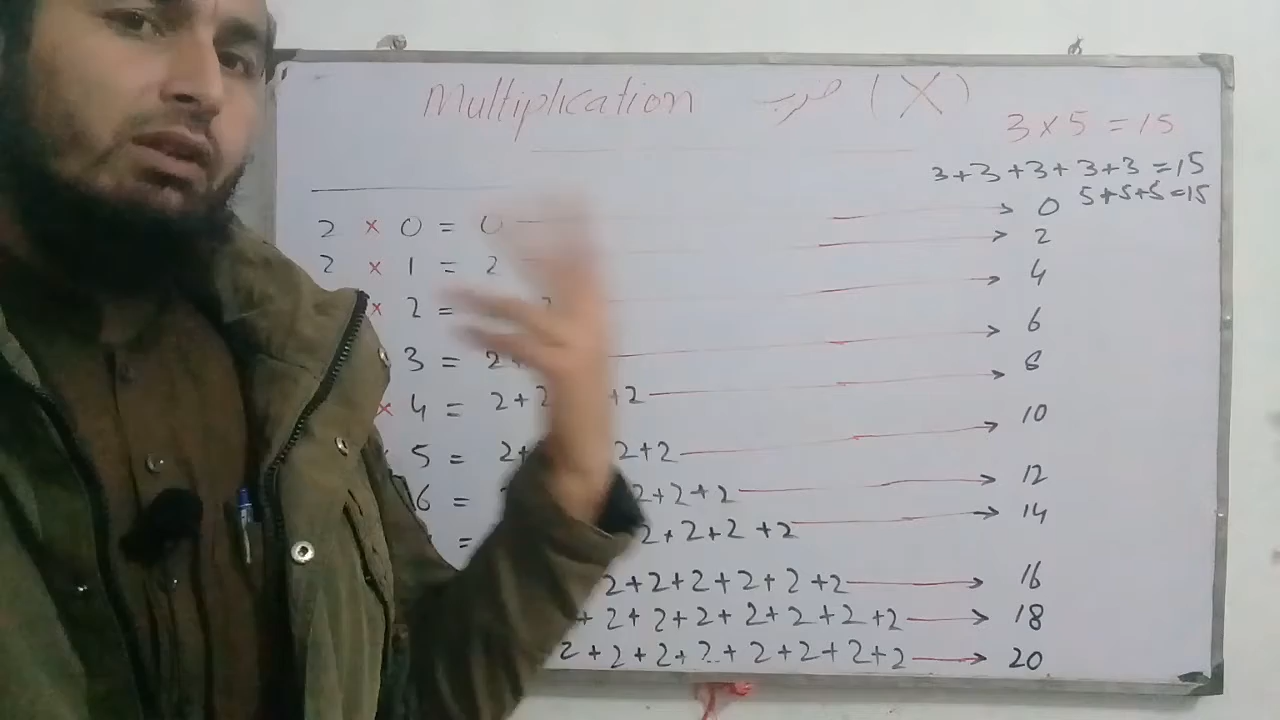 Multiplication ضرب (X)
3 x 5 = 15
3+3+3+3+3 =15
5+5+5=15
2 x 0 = 0 → 0
2 x 1 = 2 → 2
x 2 = 2 → 4
3 = 2+ → 6
x 4 = 2+2 +2 → 8
5 = 2+ 2+2 → 10
6 = 2+2+2 → 12
= 2+2+2+2 → 14
2+2+2+2+2+2 → 16
+2+2+2+2+2+2+2 → 18
2+2+2+2+2+2+2+2 → 20